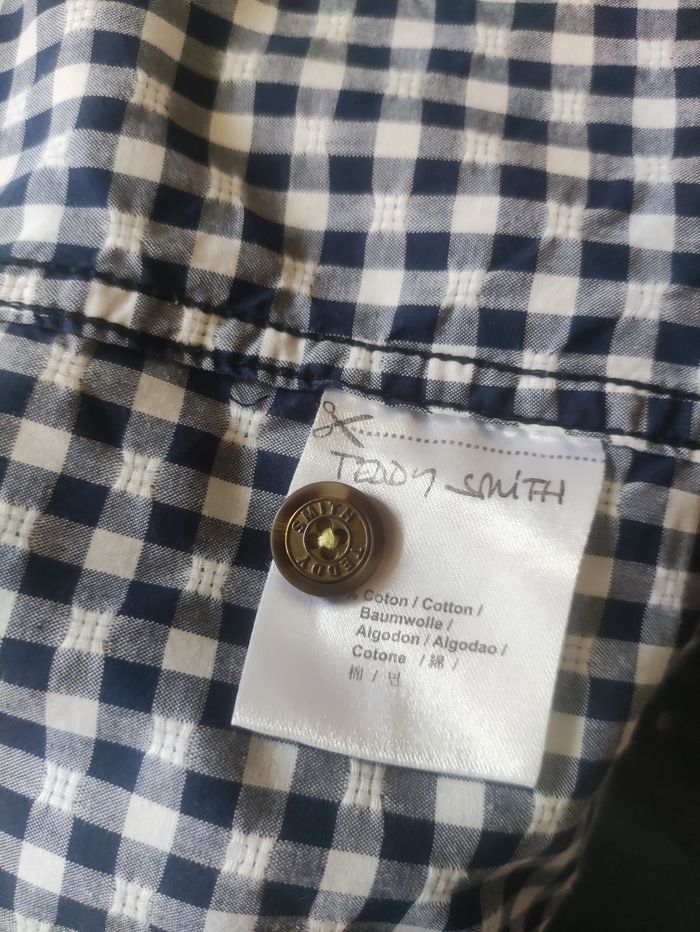 TEDDY SMITH
SMITH TEDDY
% Coton / Cotton /
Baumwolle /
Algodon / Algodao /
Cotone / 綿 /
棉 / 면